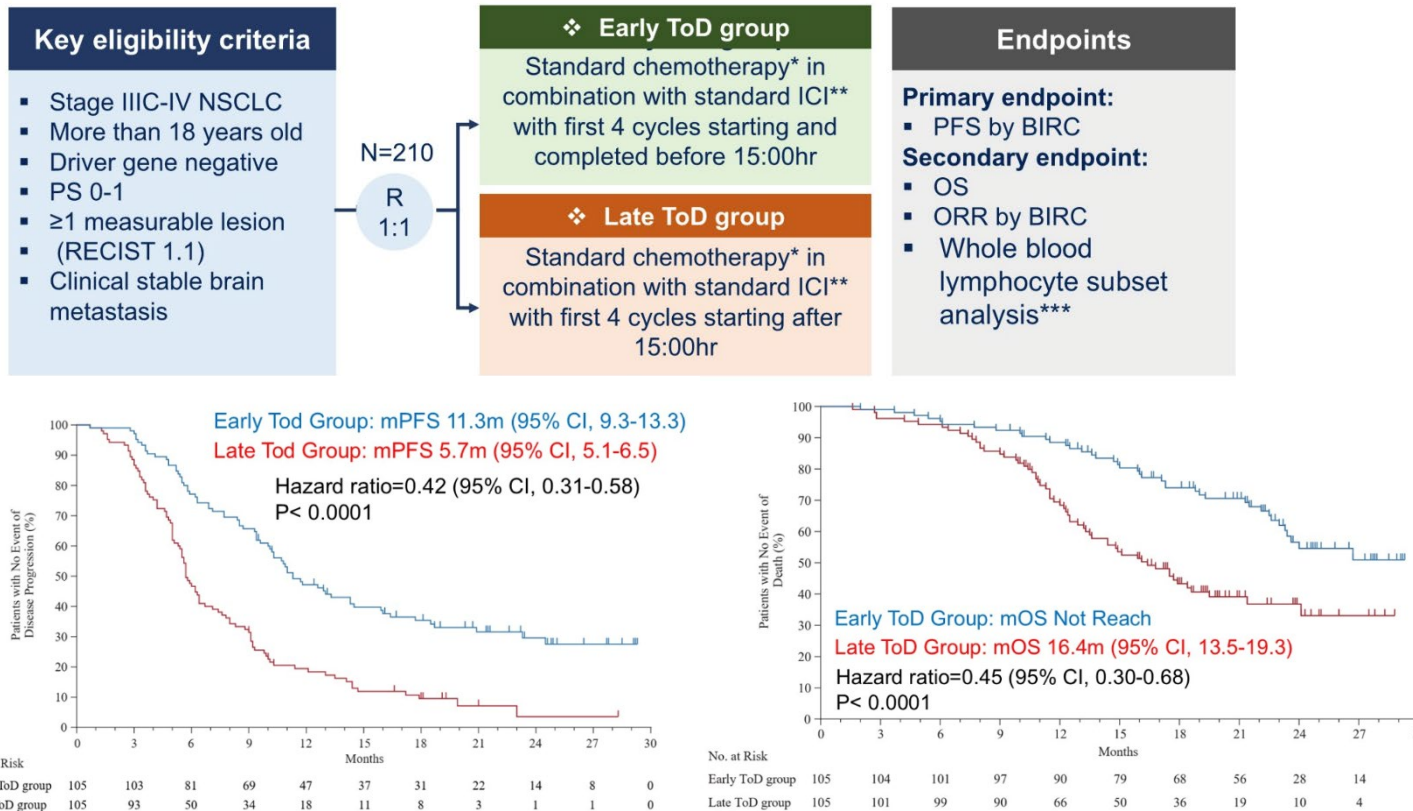 Key eligibility criteria
▪ Stage IIIC-IV NSCLC
▪ More than 18 years old
▪ Driver gene negative
▪ PS 0-1
▪ ≥1 measurable lesion
▪ (RECIST 1.1)
▪ Clinical stable brain
metastasis
N=210
R
1:1
❖ Early ToD group
Standard chemotherapy* in
combination with standard ICI**
with first 4 cycles starting and
completed before 15:00hr
❖ Late ToD group
Standard chemotherapy* in
combination with standard ICI**
with first 4 cycles starting after
15:00hr
Endpoints
Primary endpoint:
▪ PFS by BIRC
Secondary endpoint:
▪ OS
▪ ORR by BIRC
▪ Whole blood
lymphocyte subset
analysis***
Early Tod Group: mPFS 11.3m (95% CI, 9.3-13.3)
Late Tod Group: mPFS 5.7m (95% CI, 5.1-6.5)
Hazard ratio=0.42 (95% CI, 0.31-0.58)
P< 0.0001
Patients with No Event of
Disease Progression (%)
100
90
80
70
60
50
40
30
20
10
0
0 3 6 9 12 15 18 21 24 27 30
Months
Risk
ToD group 105 103 81 69 47 37 31 22 14 8 0
oD group 105 93 50 34 18 11 8 3 1 1 0
Patients with No Event of
Death (%)
100
90
80
70
60
50
40
30
20
10
0
Early ToD Group: mOS Not Reach
Late ToD Group: mOS 16.4m (95% CI, 13.5-19.3)
Hazard ratio=0.45 (95% CI, 0.30-0.68)
P< 0.0001
0 3 6 9 12 15 18 21 24 27
Months
No. at Risk
Early ToD group 105 104 101 97 90 79 68 56 28 14
Late ToD group 105 101 99 90 66 50 36 19 10 4